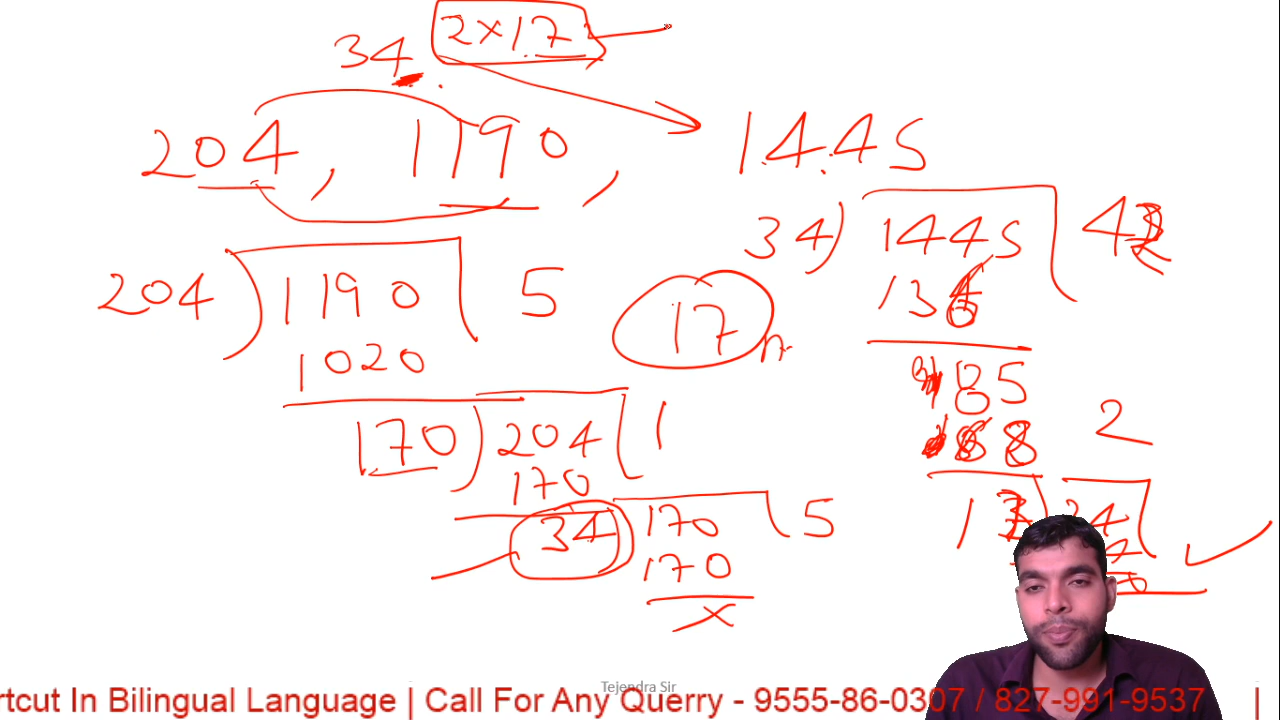 2×17
34
204, 1190, 1445
34) 1445 ( 42
136
204) 1190 ( 5
17
1020
85
170) 204 ( 1
2
170
34) 170 ( 5
17
170
×
Tejendra Sir
rtcut In Bilingual Language | Call For Any Querry - 9555-86-0307 / 827-991-9537 |